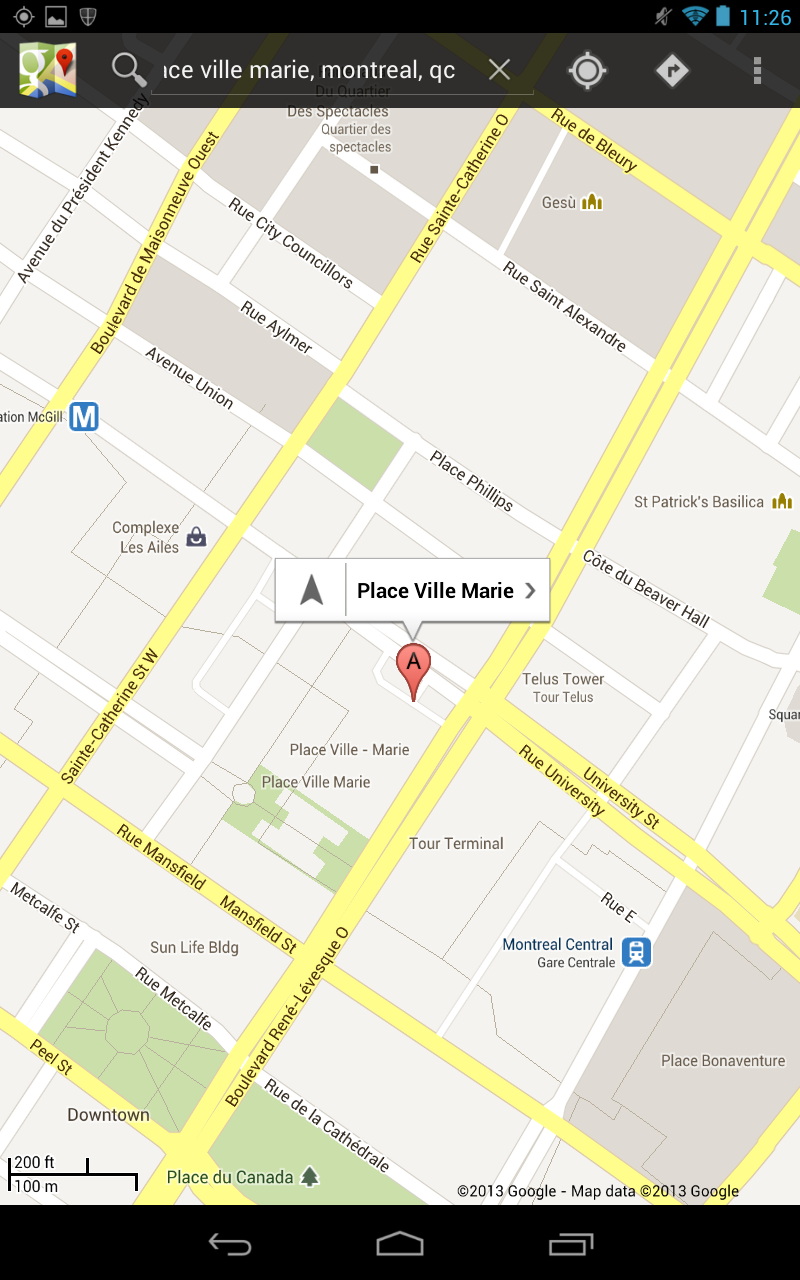 11:26
ace ville marie, montreal, qc
Du Quartier
Des Spectacles
Quartier des
spectacles
Rue de Bleury
Avenue du Président Kennedy
Boulevard de Maisonneuve Ouest
Rue Sainte-Catherine O
Gesù
Rue City Councillors
Rue Saint Alexandre
Rue Aylmer
Avenue Union
ation McGill
M
Place Phillips
St Patrick's Basilica
Complexe
Les Ailes
Côte du Beaver Hall
Place Ville Marie
A
Telus Tower
Tour Telus
Sainte-Catherine St W
Squar
Place Ville - Marie
Place Ville Marie
Rue University
University St
Tour Terminal
Rue Mansfield
Mansfield St
Metcalfe St
Rue E
Sun Life Bldg
Montreal Central
Gare Centrale
Rue Metcalfe
Boulevard René-Lévesque O
Peel St
Place Bonaventure
Downtown
Rue de la Cathédrale
200 ft
100 m
Place du Canada
©2013 Google - Map data ©2013 Google